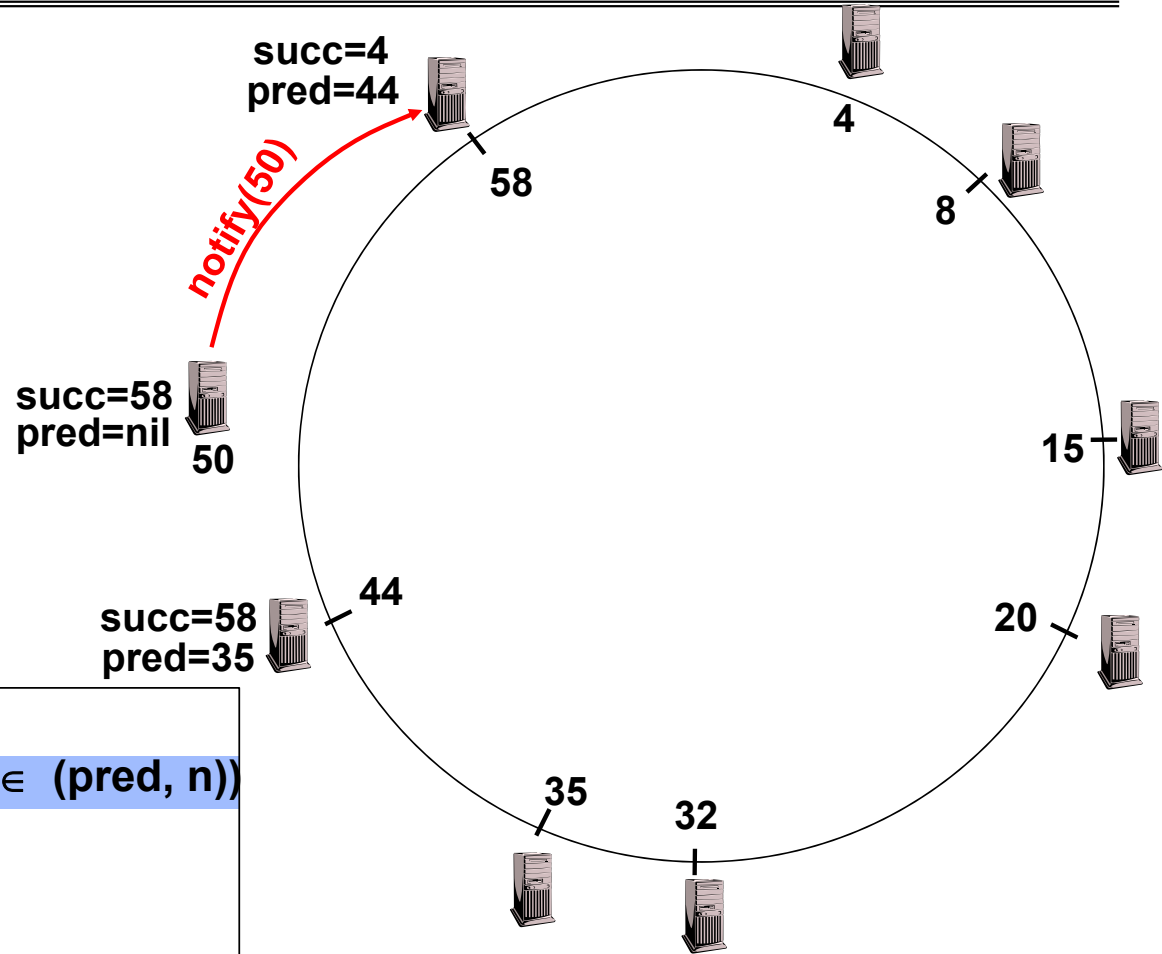 succ=4
pred=44
4
notify(50)
58
8
succ=58
pred=nil
50
15
44
succ=58
pred=35
20
∈ (pred, n))
35
32